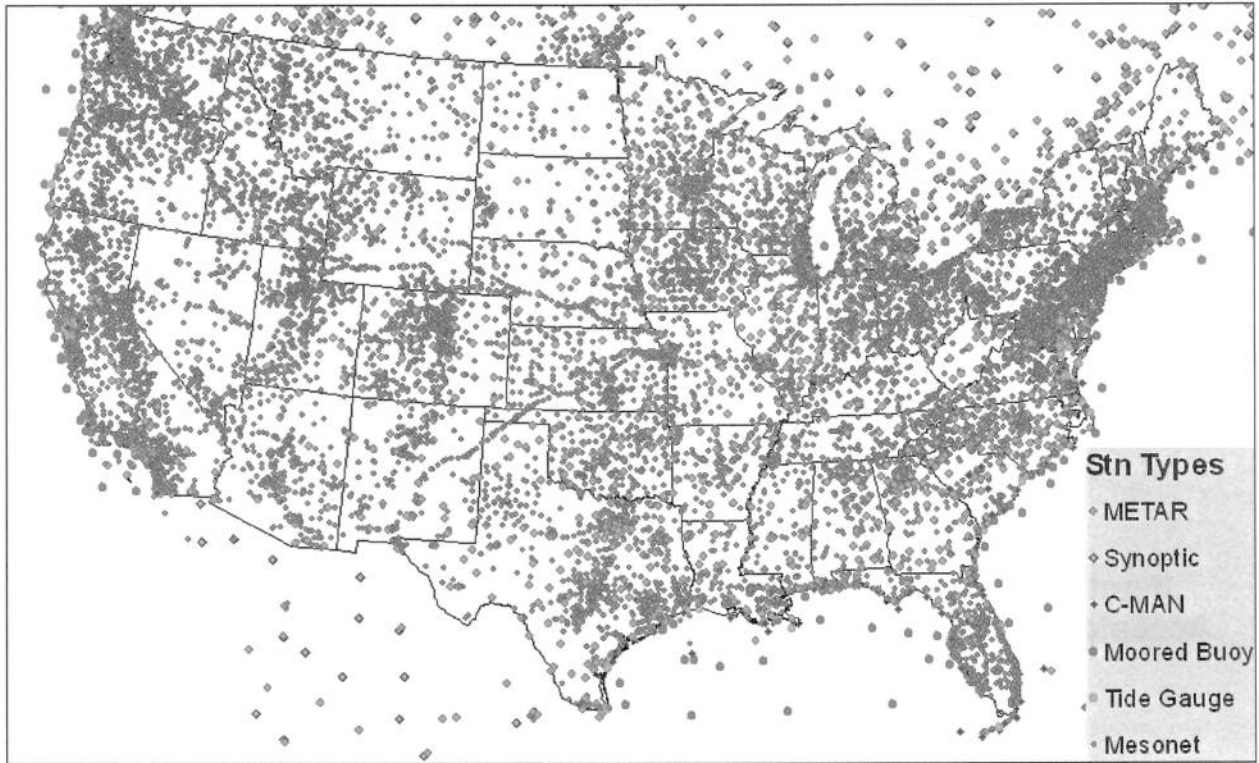 Stn Types
METAR
Synoptic
C-MAN
Moored Buoy
Tide Gauge
Mesonet